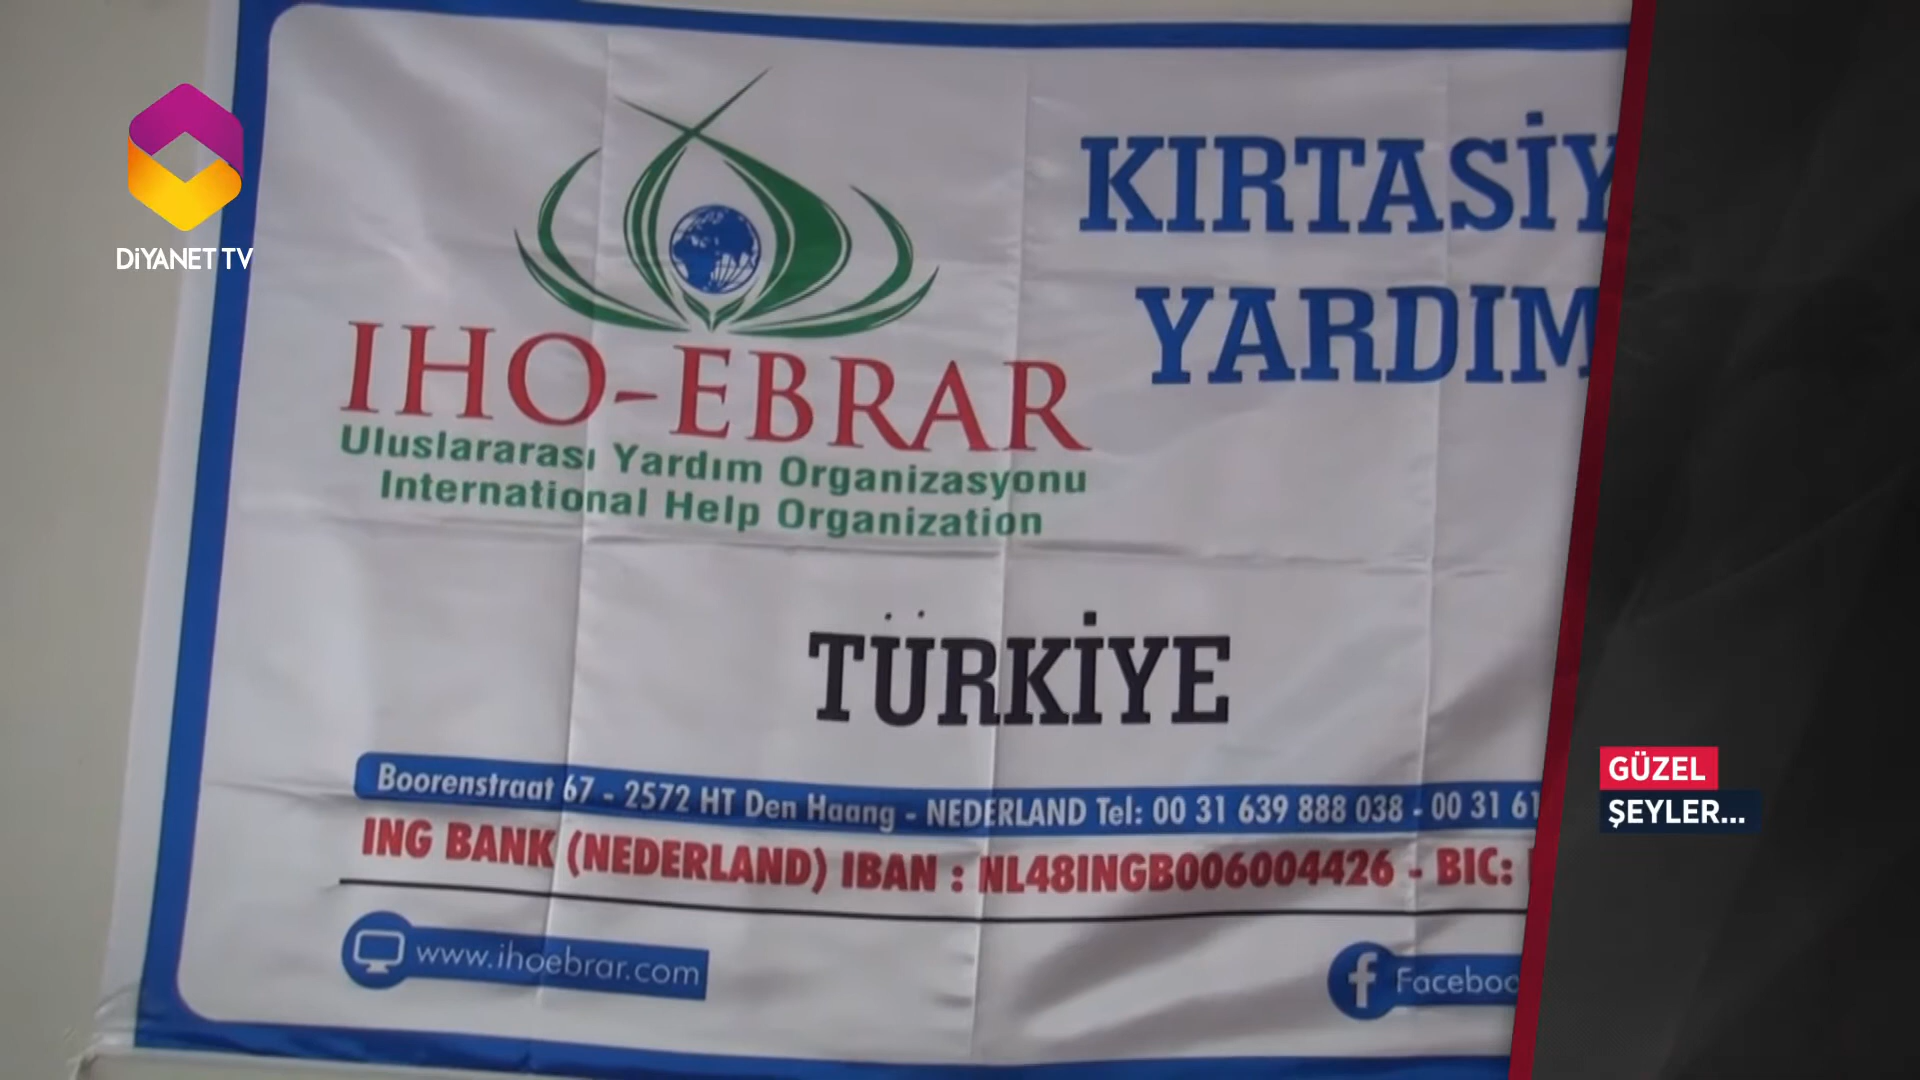 DİYANET TV
KIRTASİY
YARDIM
IHO-EBRAR
Uluslararası Yardım Organizasyonu
International Help Organization
TÜRKİYE
Boorenstraat 67 - 2572 HT Den Haang - NEDERLAND Tel: 00 31 639 888 038 - 00 31 61
ING BANK (NEDERLAND) IBAN : NL48INGB006004426 - BIC:
www.ihoebrar.com
Faceboo
GÜZEL
ŞEYLER...